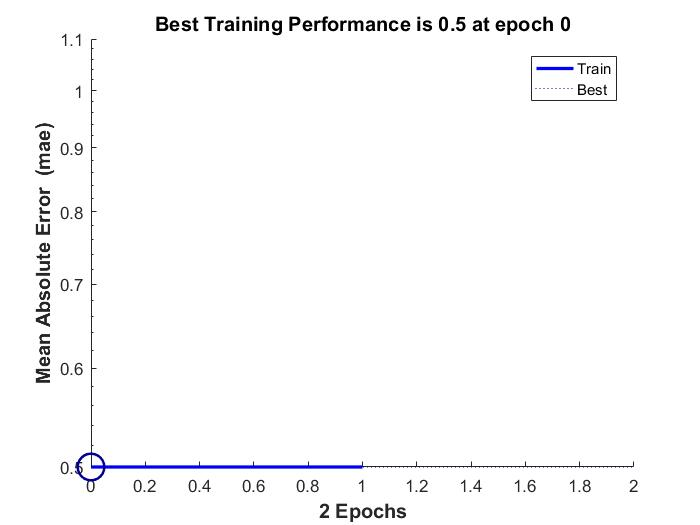 Best Training Performance is 0.5 at epoch 0
1.1
1
0.9
0.8
0.7
0.6
0.5
Mean Absolute Error (mae)
Train
Best
0 0.2 0.4 0.6 0.8 1 1.2 1.4 1.6 1.8 2
2 Epochs